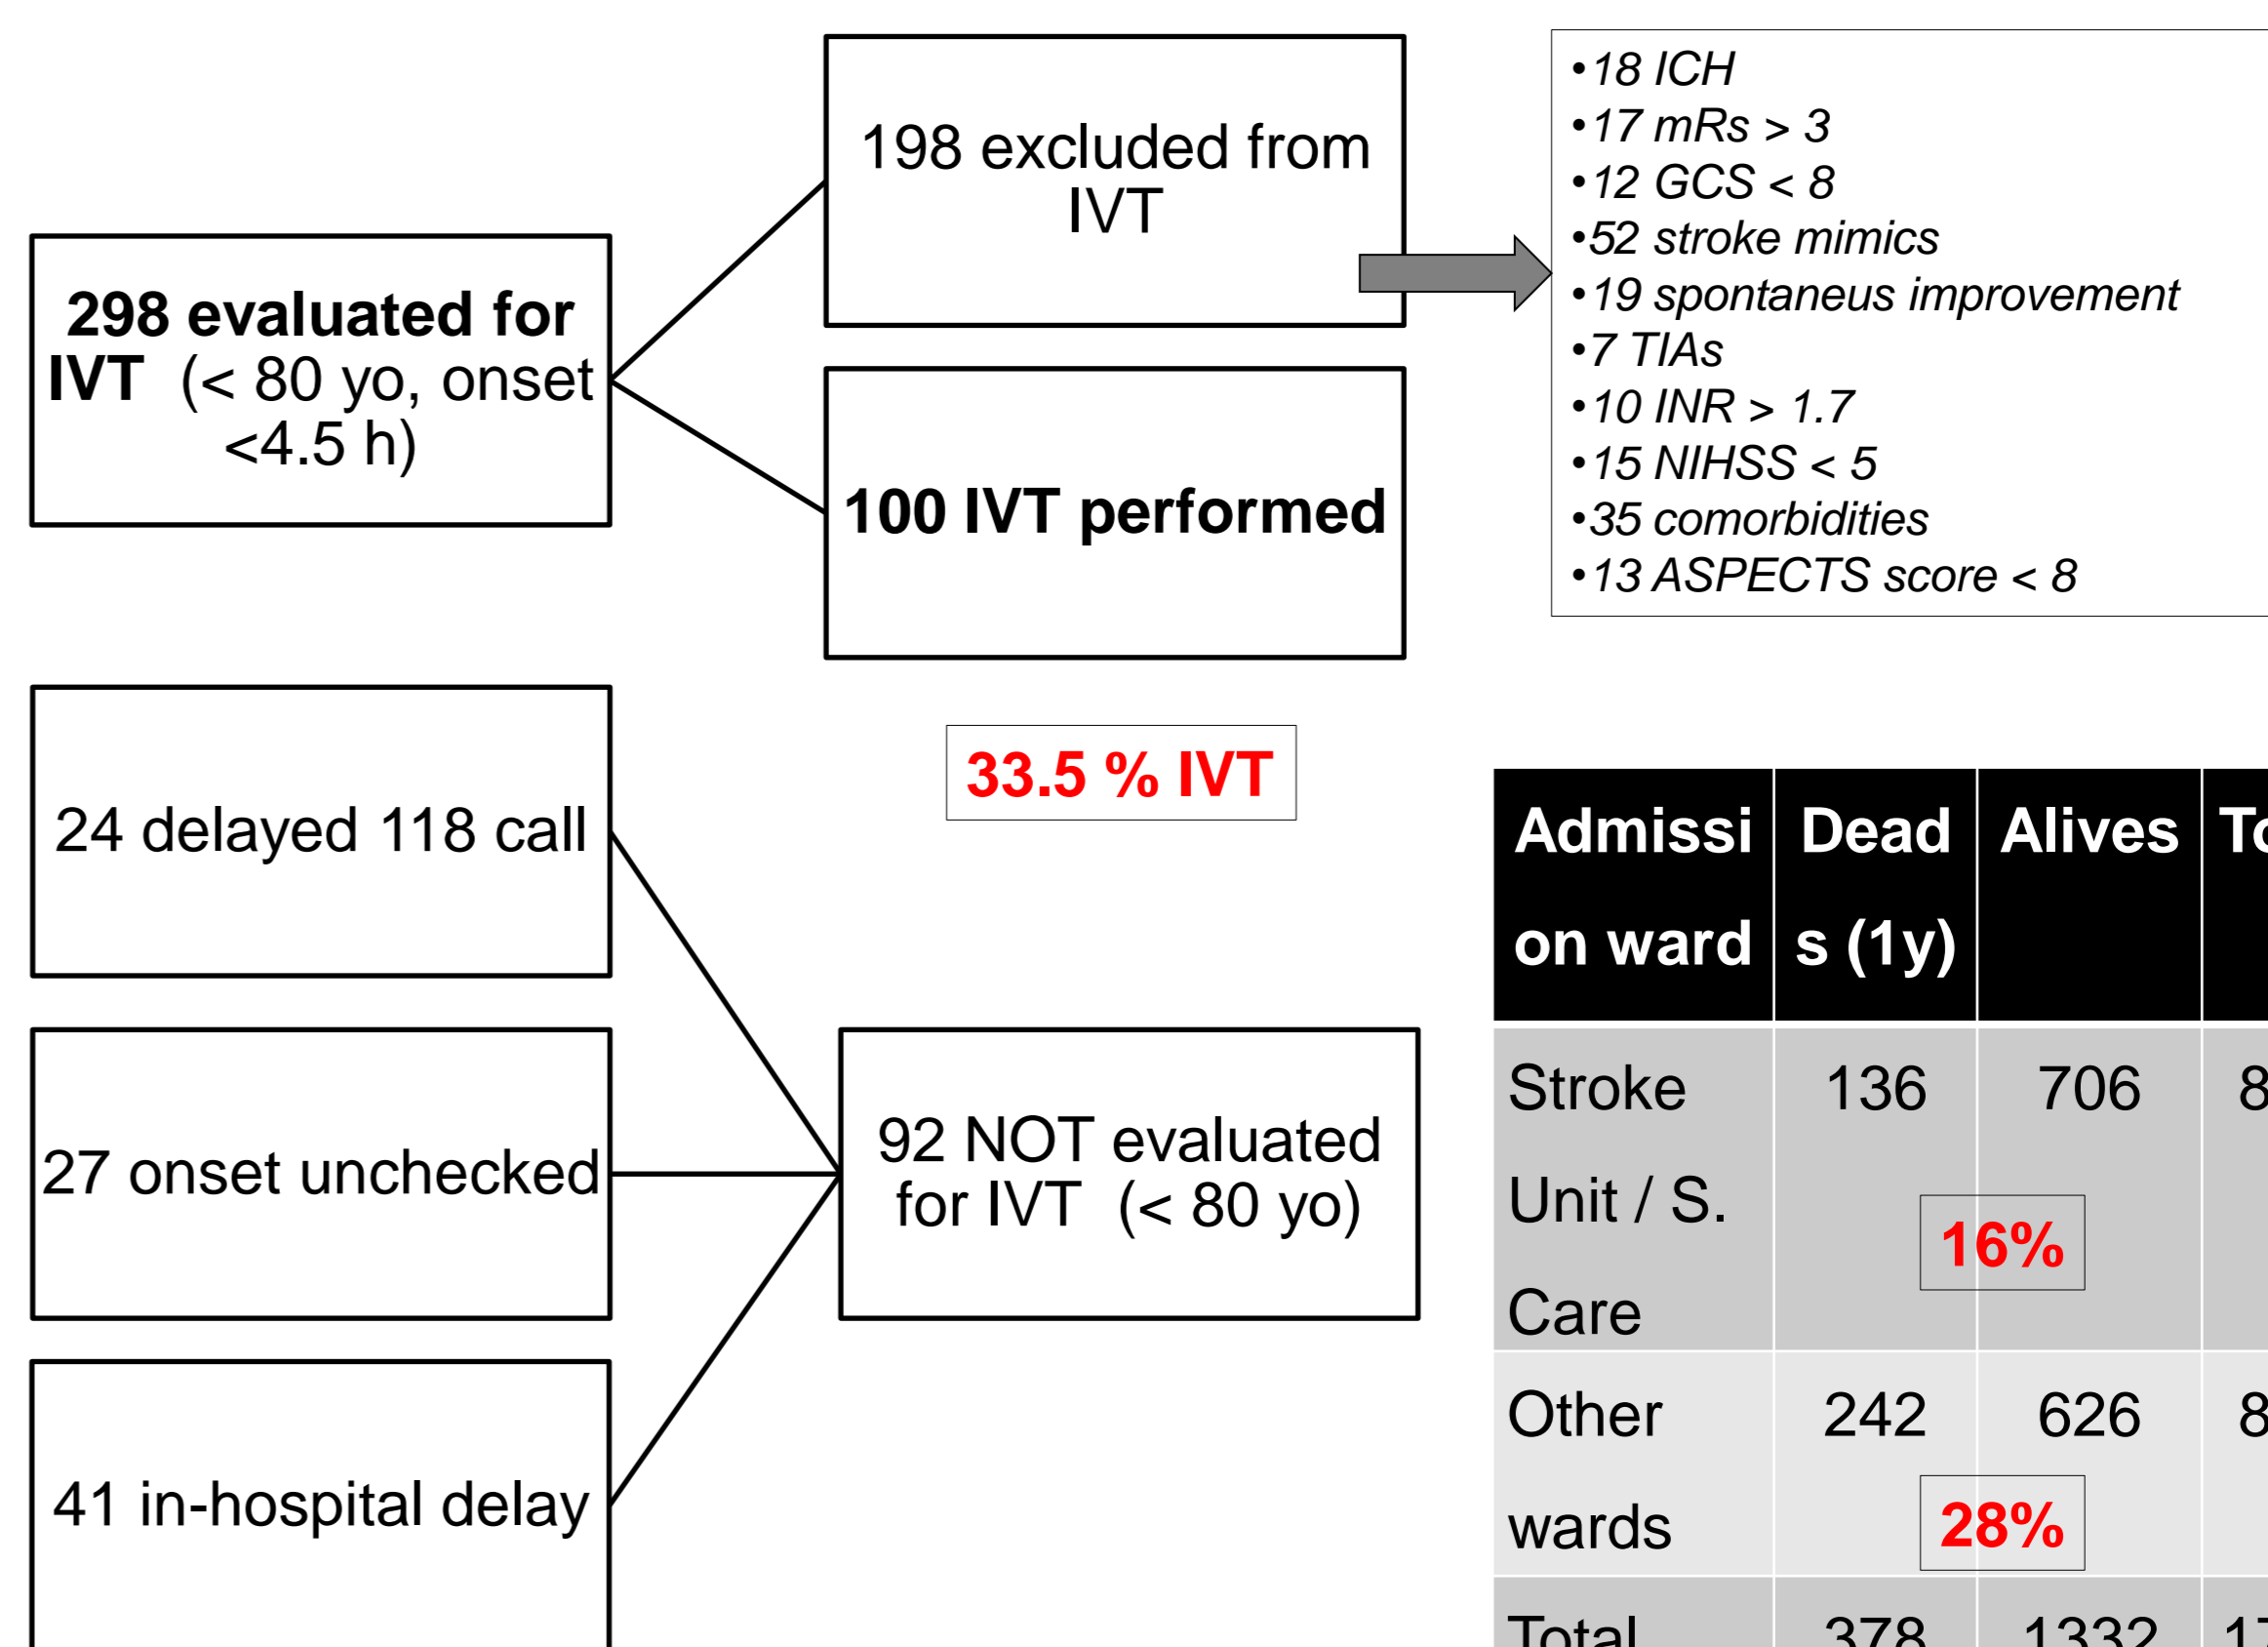 298 evaluated for
IVT (< 80 yo, onset
<4.5 h)
198 excluded from
IVT
100 IVT performed
•18 ICH
•17 mRs > 3
•12 GCS < 8
•52 stroke mimics
•19 spontaneus improvement
•7 TIAs
•10 INR > 1.7
•15 NIHSS < 5
•35 comorbidities
•13 ASPECTS score < 8
33.5 % IVT
24 delayed 118 call
27 onset unchecked
41 in-hospital delay
92 NOT evaluated
for IVT (< 80 yo)
Admissi Dead Alives
on ward s (1y)
Stroke 136 706
Unit / S.
16%
Care
Other 242 626
wards
28%
Total 378 1332